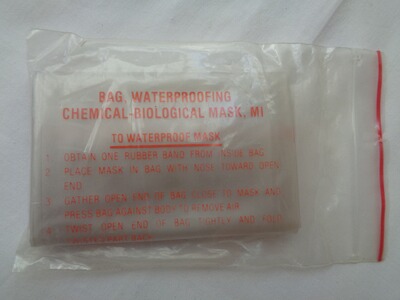 BAG, WATERPROOFING
CHEMICAL-BIOLOGICAL MASK, MI
TO WATERPROOF MASK
1. OBTAIN ONE RUBBER BAND FROM INSIDE BAG
2. PLACE MASK IN BAG WITH NOSE TOWARD OPEN
END
3. GATHER OPEN END OF BAG CLOSE TO MASK AND
PRESS BAG AGAINST BODY TO REMOVE AIR
4. TWIST OPEN END OF BAG TIGHTLY AND FOLD